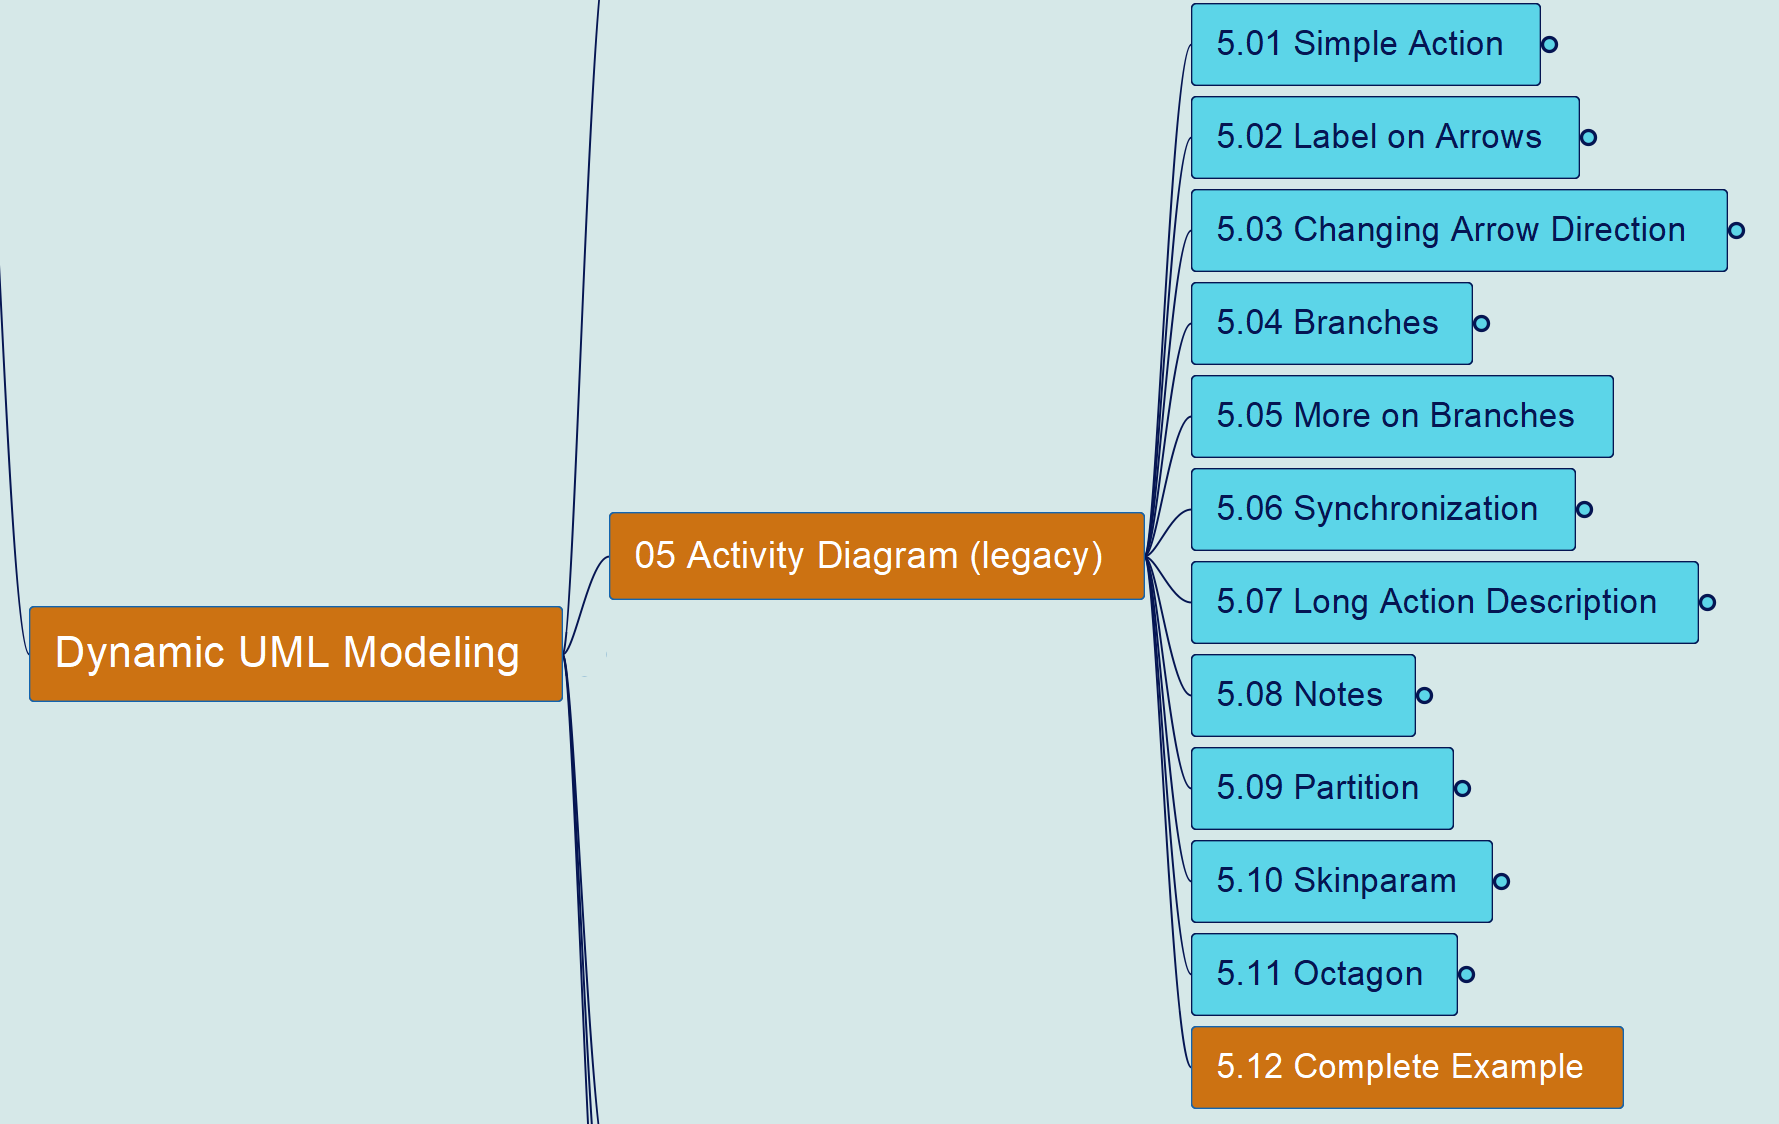 Dynamic UML Modeling
05 Activity Diagram (legacy)
5.01 Simple Action
5.02 Label on Arrows
5.03 Changing Arrow Direction
5.04 Branches
5.05 More on Branches
5.06 Synchronization
5.07 Long Action Description
5.08 Notes
5.09 Partition
5.10 Skinparam
5.11 Octagon
5.12 Complete Example